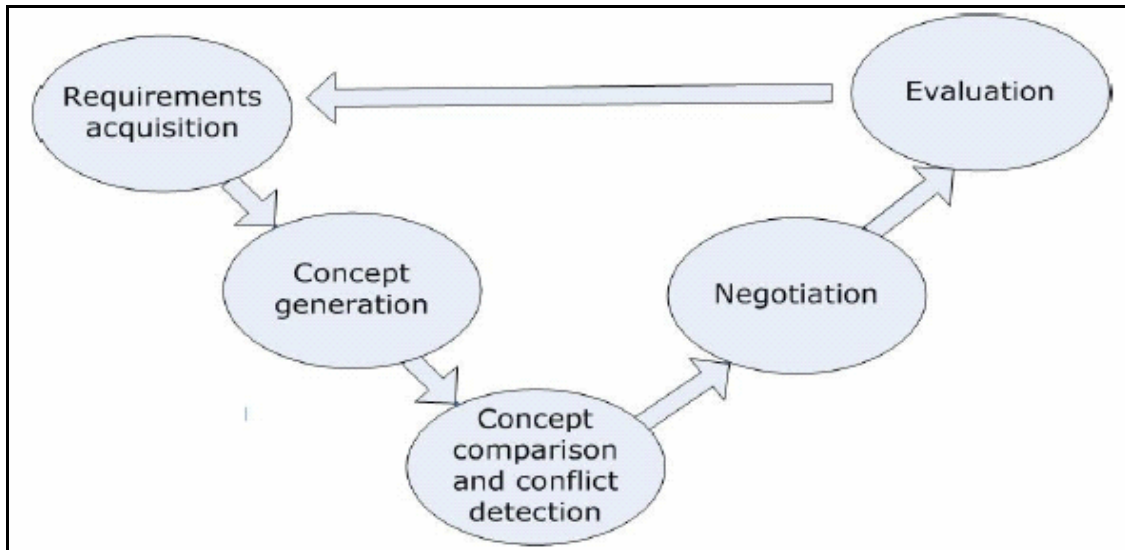 Requirements
acquisition
Evaluation
Concept
generation
Negotiation
Concept
comparison
and conflict
detection